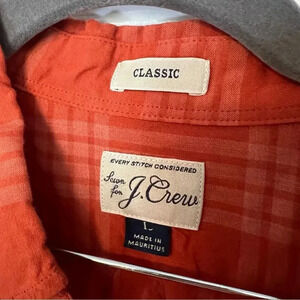 CLASSIC
EVERY STITCH CONSIDERED
Sewn
for
J.Crew
L
MADE IN
MAURITIUS